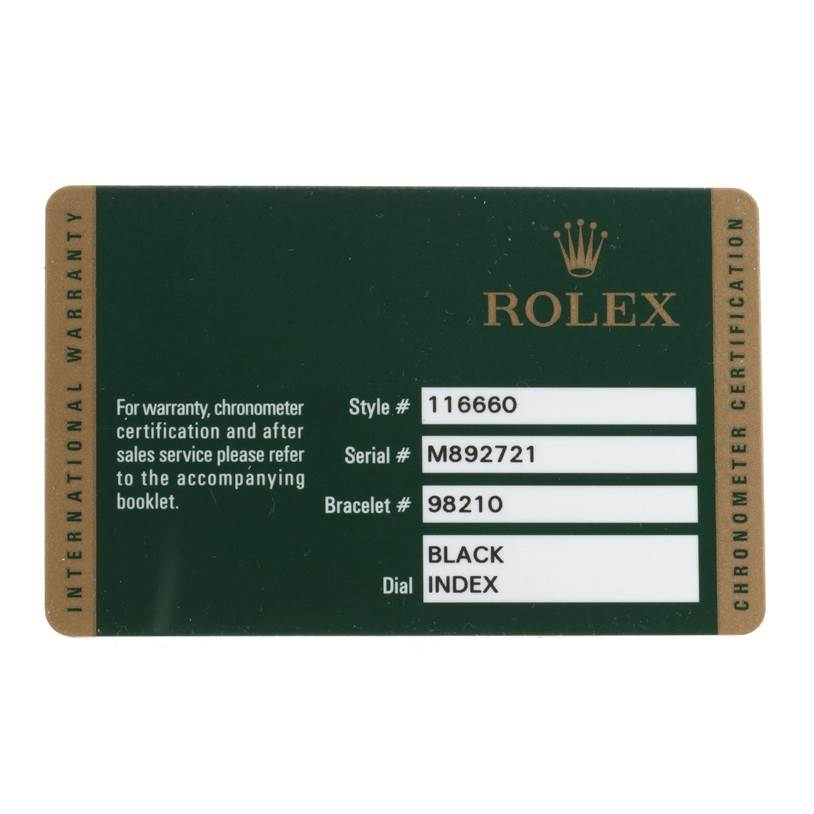 INTERNATIONAL WARRANTY
ROLEX
For warranty, chronometer
certification and after
sales service please refer
to the accompanying
booklet.
Style # 116660
Serial # M892721
Bracelet # 98210
Dial BLACK
INDEX
CHRONOMETER CERTIFICATION